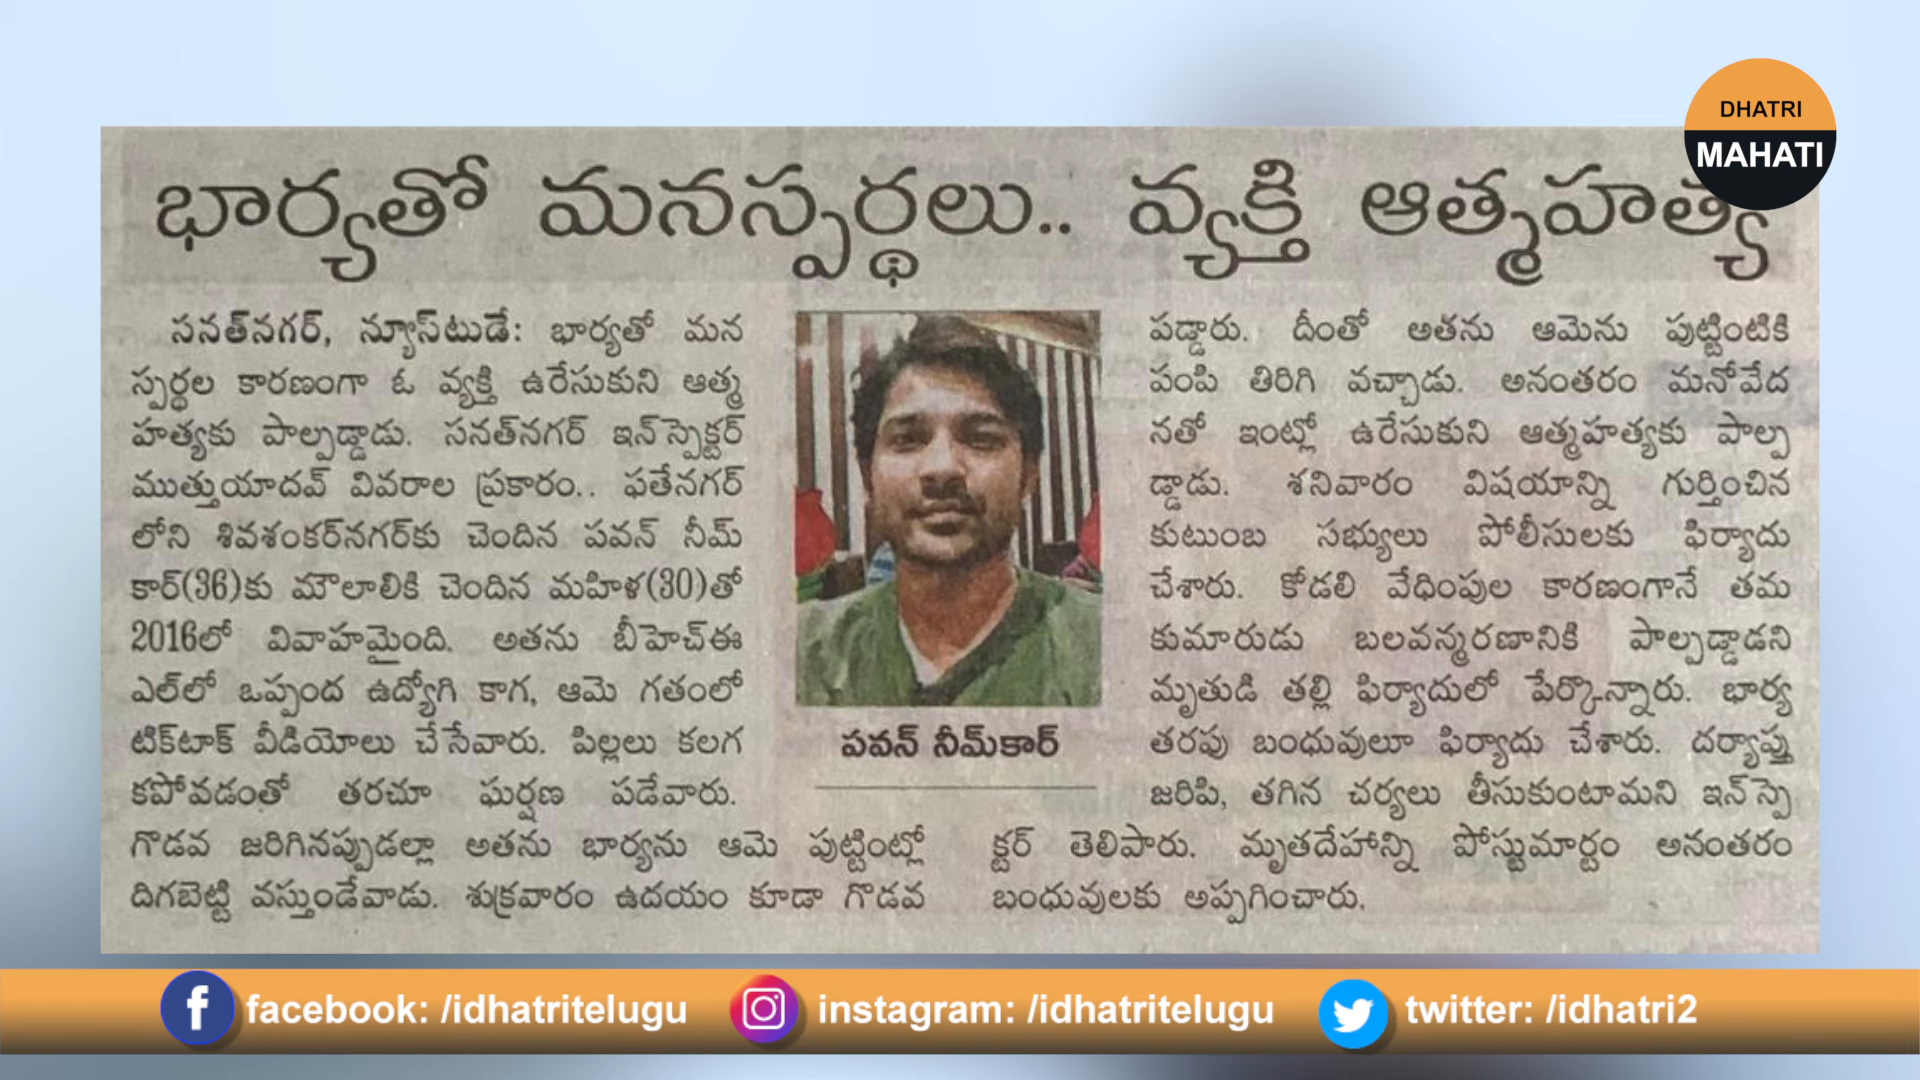 DHATRI
MAHATI
భార్యతో మనస్పర్థలు.. వ్యక్తి ఆత్మహత్య
సనత్‌నగర్, న్యూస్‌టుడే: భార్యతో మన
స్పర్థల కారణంగా ఓ వ్యక్తి ఉరేసుకుని ఆత్మ
హత్యకు పాల్పడ్డాడు. సనత్‌నగర్ ఇన్‌స్పెక్టర్
ముత్తుయాదవ్ వివరాల ప్రకారం.. ఫతేనగర్
లోని శివశంకర్‌నగర్‌కు చెందిన పవన్ నీమ్
కార్(36)కు మౌలాలికి చెందిన మహిళ(30)తో
2016లో వివాహమైంది. అతను బీహెచ్‌ఈ
ఎల్‌లో ఒప్పంద ఉద్యోగి కాగ, ఆమె గతంలో
టిక్‌టాక్ వీడియోలు చేసేవారు. పిల్లలు కలగ
కపోవడంతో తరచూ ఘర్షణ పడేవారు.
గొడవ జరిగినప్పుడల్లా అతను భార్యను ఆమె పుట్టింట్లో
దిగబెట్టి వస్తుండేవాడు. శుక్రవారం ఉదయం కూడా గొడవ
పవన్ నీమ్‌కార్
పడ్డారు. దీంతో అతను ఆమెను పుట్టింటికి
పంపి తిరిగి వచ్చాడు. అనంతరం మనోవేద
నతో ఇంట్లో ఉరేసుకుని ఆత్మహత్యకు పాల్ప
డ్డాడు. శనివారం విషయాన్ని గుర్తించిన
కుటుంబ సభ్యులు పోలీసులకు ఫిర్యాదు
చేశారు. కోడలి వేధింపుల కారణంగానే తమ
కుమారుడు బలవన్మరణానికి పాల్పడ్డాడని
మృతుడి తల్లి ఫిర్యాదులో పేర్కొన్నారు. భార్య
తరఫు బంధువులూ ఫిర్యాదు చేశారు. దర్యాప్తు
జరిపి, తగిన చర్యలు తీసుకుంటామని ఇన్‌స్పె
క్టర్ తెలిపారు. మృతదేహాన్ని పోస్టుమార్టం అనంతరం
బంధువులకు అప్పగించారు.
facebook: /idhatritelugu
instagram: /idhatritelugu
twitter: /idhatri2